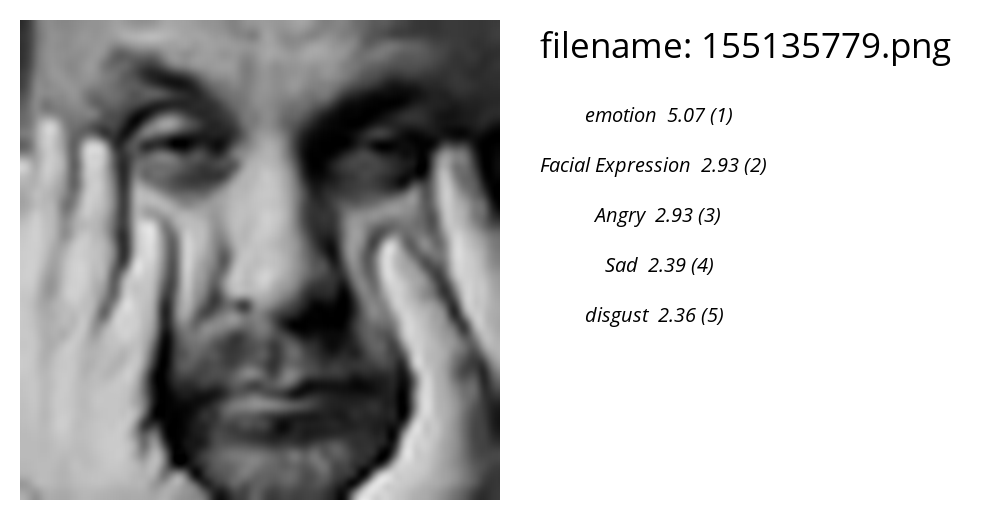 filename: 155135779.png
emotion 5.07 (1)
Facial Expression 2.93 (2)
Angry 2.93 (3)
Sad 2.39 (4)
disgust 2.36 (5)